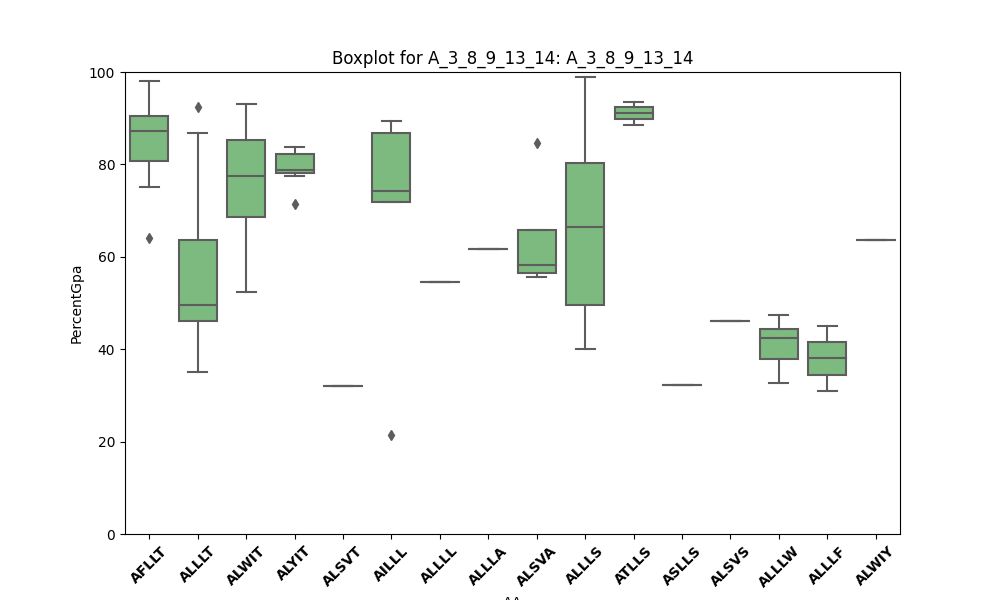 Boxplot for A_3_8_9_13_14: A_3_8_9_13_14
PercentGpa
100
80
60
40
20
0
AFLLT
ALLLT
ALWIT
ALYIT
ALSVT
AILLL
ALLLL
ALLLA
ALSVA
ALLLS
ATLLS
ASLLS
ALSVS
ALLLW
ALLLF
ALWIY
AA